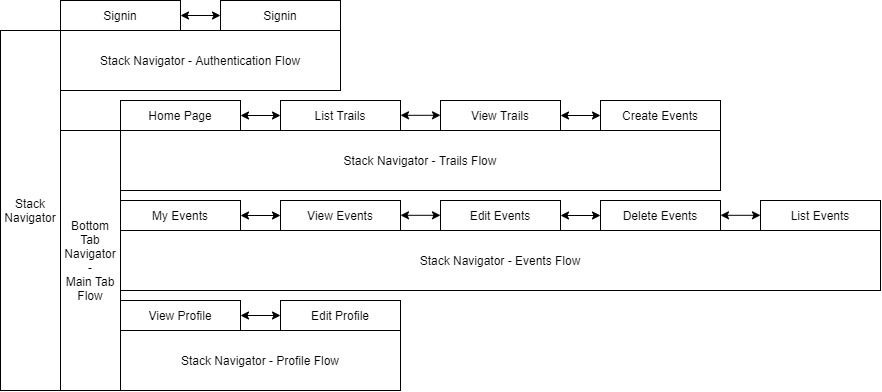 Signin
Signin
Stack Navigator - Authentication Flow
Home Page
List Trails
View Trails
Create Events
Stack Navigator - Trails Flow
Stack
Navigator
My Events
View Events
Edit Events
Delete Events
List Events
Bottom
Tab
Navigator
-
Main Tab
Flow
Stack Navigator - Events Flow
View Profile
Edit Profile
Stack Navigator - Profile Flow